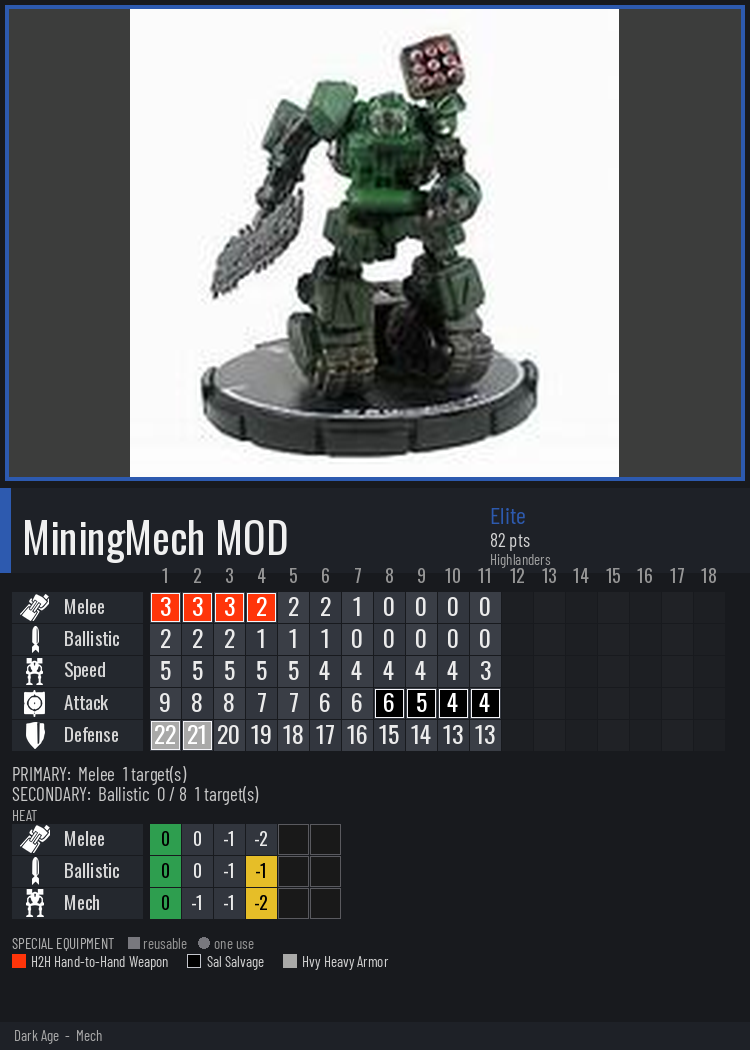 MiningMech MOD
Elite
82 pts
Highlanders
1 2 3 4 5 6 7 8 9 10 11 12 13 14 15 16 17 18
Melee 3 3 3 2 2 2 1 0 0 0 0
Ballistic 2 2 2 1 1 1 0 0 0 0 0
Speed 5 5 5 5 5 4 4 4 4 4 3
Attack 9 8 8 7 7 6 6 6 5 4 4
Defense 22 21 20 19 18 17 16 15 14 13 13
PRIMARY: Melee 1 target(s)
SECONDARY: Ballistic 0 / 8 1 target(s)
HEAT
Melee 0 0 -1 -2
Ballistic 0 0 -1 -1
Mech 0 -1 -1 -2
SPECIAL EQUIPMENT reusable one use
H2H Hand-to-Hand Weapon Sal Salvage Hvy Heavy Armor
Dark Age - Mech